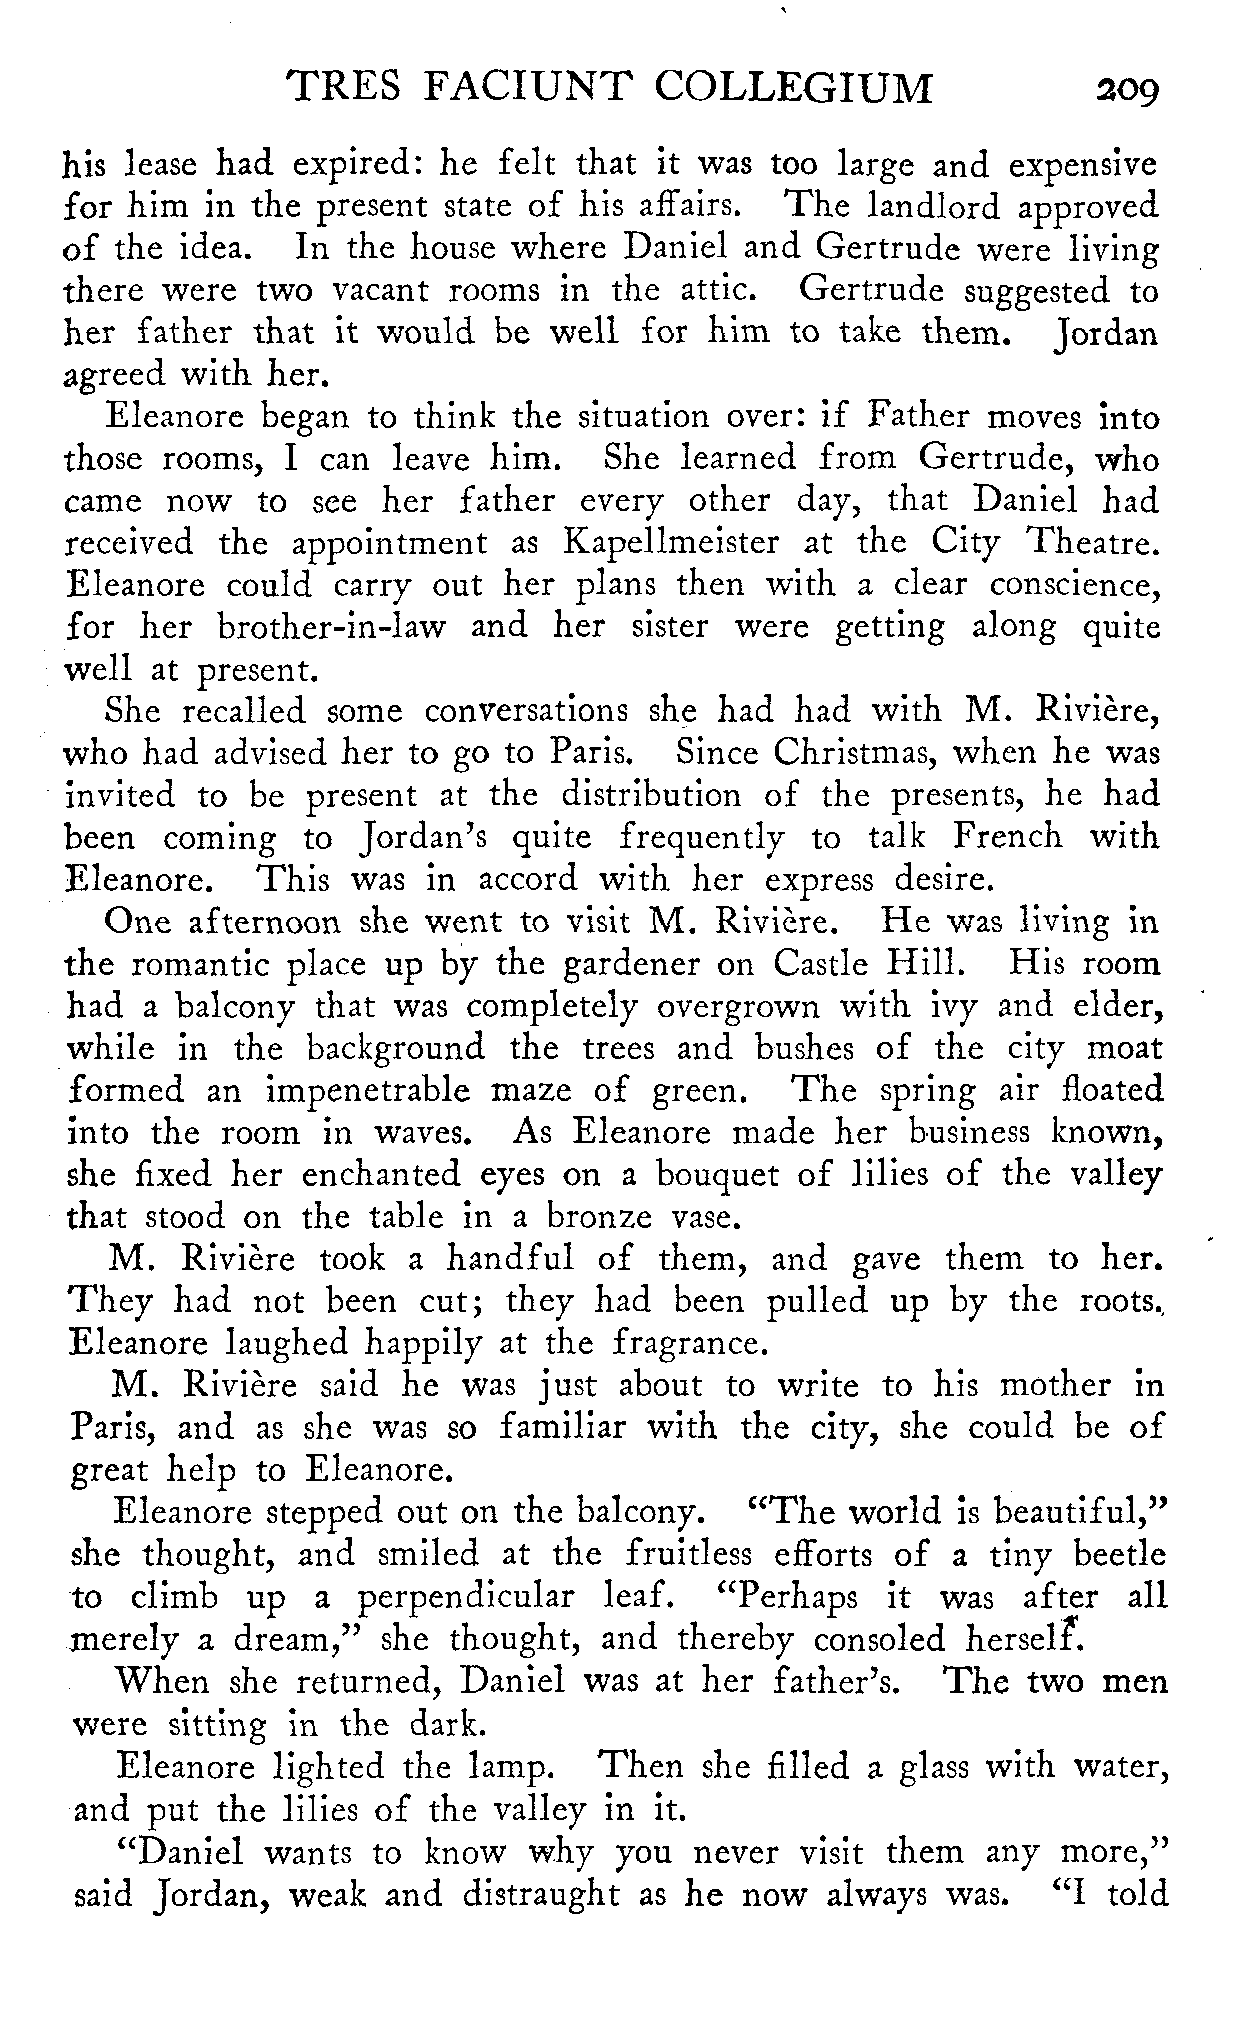 TRES FACIUNT COLLEGIUM 209
his lease had expired: he felt that it was too large and expensive
for him in the present state of his affairs. The landlord approved
of the idea. In the house where Daniel and Gertrude were living
there were two vacant rooms in the attic. Gertrude suggested to
her father that it would be well for him to take them. Jordan
agreed with her.
Eleanore began to think the situation over: if Father moves into
those rooms, I can leave him. She learned from Gertrude, who
came now to see her father every other day, that Daniel had
received the appointment as Kapellmeister at the City Theatre.
Eleanore could carry out her plans then with a clear conscience,
for her brother-in-law and her sister were getting along quite
well at present.
She recalled some conversations she had had with M. Rivière,
who had advised her to go to Paris. Since Christmas, when he was
invited to be present at the distribution of the presents, he had
been coming to Jordan's quite frequently to talk French with
Eleanore. This was in accord with her express desire.
One afternoon she went to visit M. Rivière. He was living in
the romantic place up by the gardener on Castle Hill. His room
had a balcony that was completely overgrown with ivy and elder,
while in the background the trees and bushes of the city moat
formed an impenetrable maze of green. The spring air floated
into the room in waves. As Eleanore made her business known,
she fixed her enchanted eyes on a bouquet of lilies of the valley
that stood on the table in a bronze vase.
M. Rivière took a handful of them, and gave them to her.
They had not been cut; they had been pulled up by the roots.
Eleanore laughed happily at the fragrance.
M. Rivière said he was just about to write to his mother in
Paris, and as she was so familiar with the city, she could be of
great help to Eleanore.
Eleanore stepped out on the balcony. "The world is beautiful,"
she thought, and smiled at the fruitless efforts of a tiny beetle
to climb up a perpendicular leaf. "Perhaps it was after all
merely a dream," she thought, and thereby consoled herself.
When she returned, Daniel was at her father's. The two men
were sitting in the dark.
Eleanore lighted the lamp. Then she filled a glass with water,
and put the lilies of the valley in it.
"Daniel wants to know why you never visit them any more,"
said Jordan, weak and distraught as he now always was. "I told